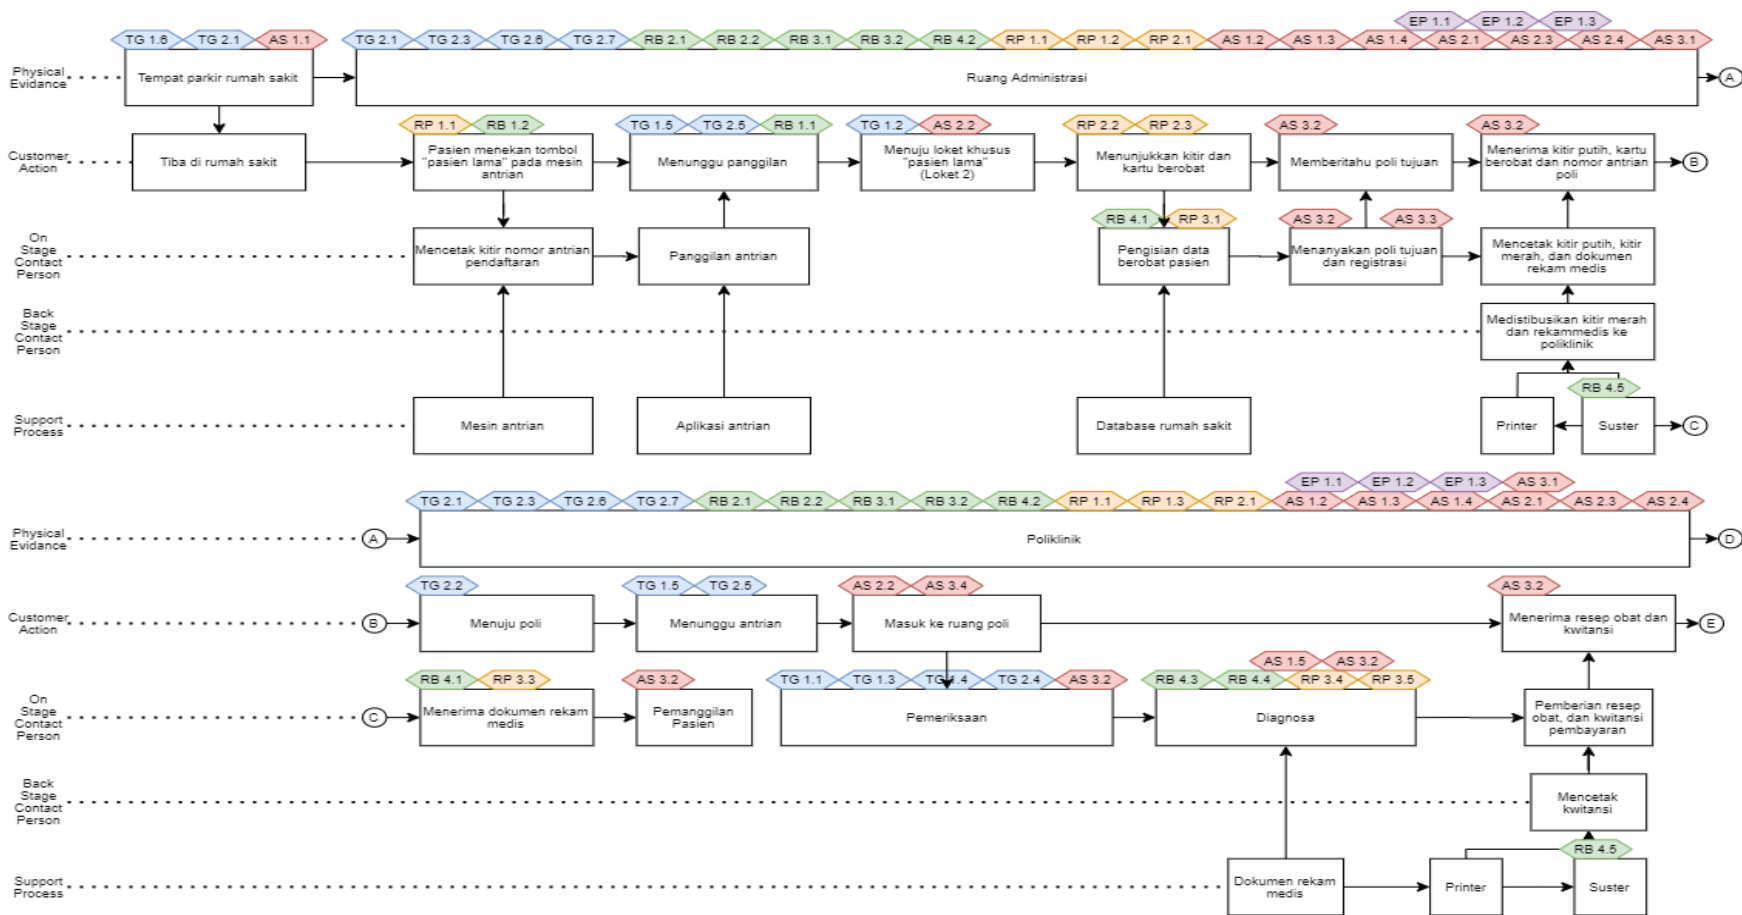 EP 1.1 EP 1.2 EP 1.3
TG 1.6 TG 2.1 AS 1.1 TG 2.1 TG 2.3 TG 2.6 TG 2.7 RB 2.1 RB 2.2 RB 3.1 RB 3.2 RB 4.2 RP 1.1 RP 1.2 RP 2.1 AS 1.2 AS 1.3 AS 1.4 AS 2.1 AS 2.3 AS 2.4 AS 3.1
Physical
Evidance
Tempat parkir rumah sakit
Ruang Administrasi
A
RP 1.1 RB 1.2
TG 1.5 TG 2.5 RB 1.1
TG 1.2 AS 2.2
RP 2.2 RP 2.3
AS 3.2
AS 3.2
Customer
Action
Tiba di rumah sakit
Pasien menekan tombol
"pasien lama" pada mesin
antrian
Menunggu panggilan
Menuju loket khusus
"pasien lama"
(Loket 2)
Menunjukkan kitir dan
kartu berobat
Memberitahu poli tujuan
Menerima kitir putih, kartu
berobat dan nomor antrian
poli
B
RB 4.1 RP 3.1
AS 3.2 AS 3.3
On
Stage
Contact
Person
Mencetak kitir nomor antrian
pendaftaran
Panggilan antrian
Pengisian data
berobat pasien
Menanyakan poli tujuan
dan registrasi
Mencetak kitir putih, kitir
merah, dan dokumen
rekam medis
Back
Stage
Contact
Person
Medistibusikan kitir merah
dan rekammedis ke
poliklinik
RB 4.5
Support
Process
Mesin antrian
Aplikasi antrian
Database rumah sakit
Printer
Suster
C
EP 1.1 EP 1.2 EP 1.3 AS 3.1
TG 2.1 TG 2.3 TG 2.6 TG 2.7 RB 2.1 RB 2.2 RB 3.1 RB 3.2 RB 4.2 RP 1.1 RP 1.3 RP 2.1 AS 1.2 AS 1.3 AS 1.4 AS 2.1 AS 2.3 AS 2.4
Physical
Evidance
A
Poliklinik
D
TG 2.2
TG 1.5 TG 2.5
AS 2.2 AS 3.4
AS 3.2
Customer
Action
B
Menuju poli
Menunggu antrian
Masuk ke ruang poli
Menerima resep obat dan
kwitansi
E
AS 1.5 AS 3.2
RB 4.1 RP 3.3
AS 3.2
TG 1.1 TG 1.3 TG 1.4 TG 2.4 AS 3.2
RB 4.3 RB 4.4 RP 3.4 RP 3.5
On
Stage
Contact
Person
C
Menerima dokumen rekam
medis
Pemanggilan
Pasien
Pemeriksaan
Diagnosa
Pemberian resep
obat, dan kwitansi
pembayaran
Back
Stage
Contact
Person
Mencetak
kwitansi
RB 4.5
Support
Process
Dokumen rekam
medis
Printer
Suster